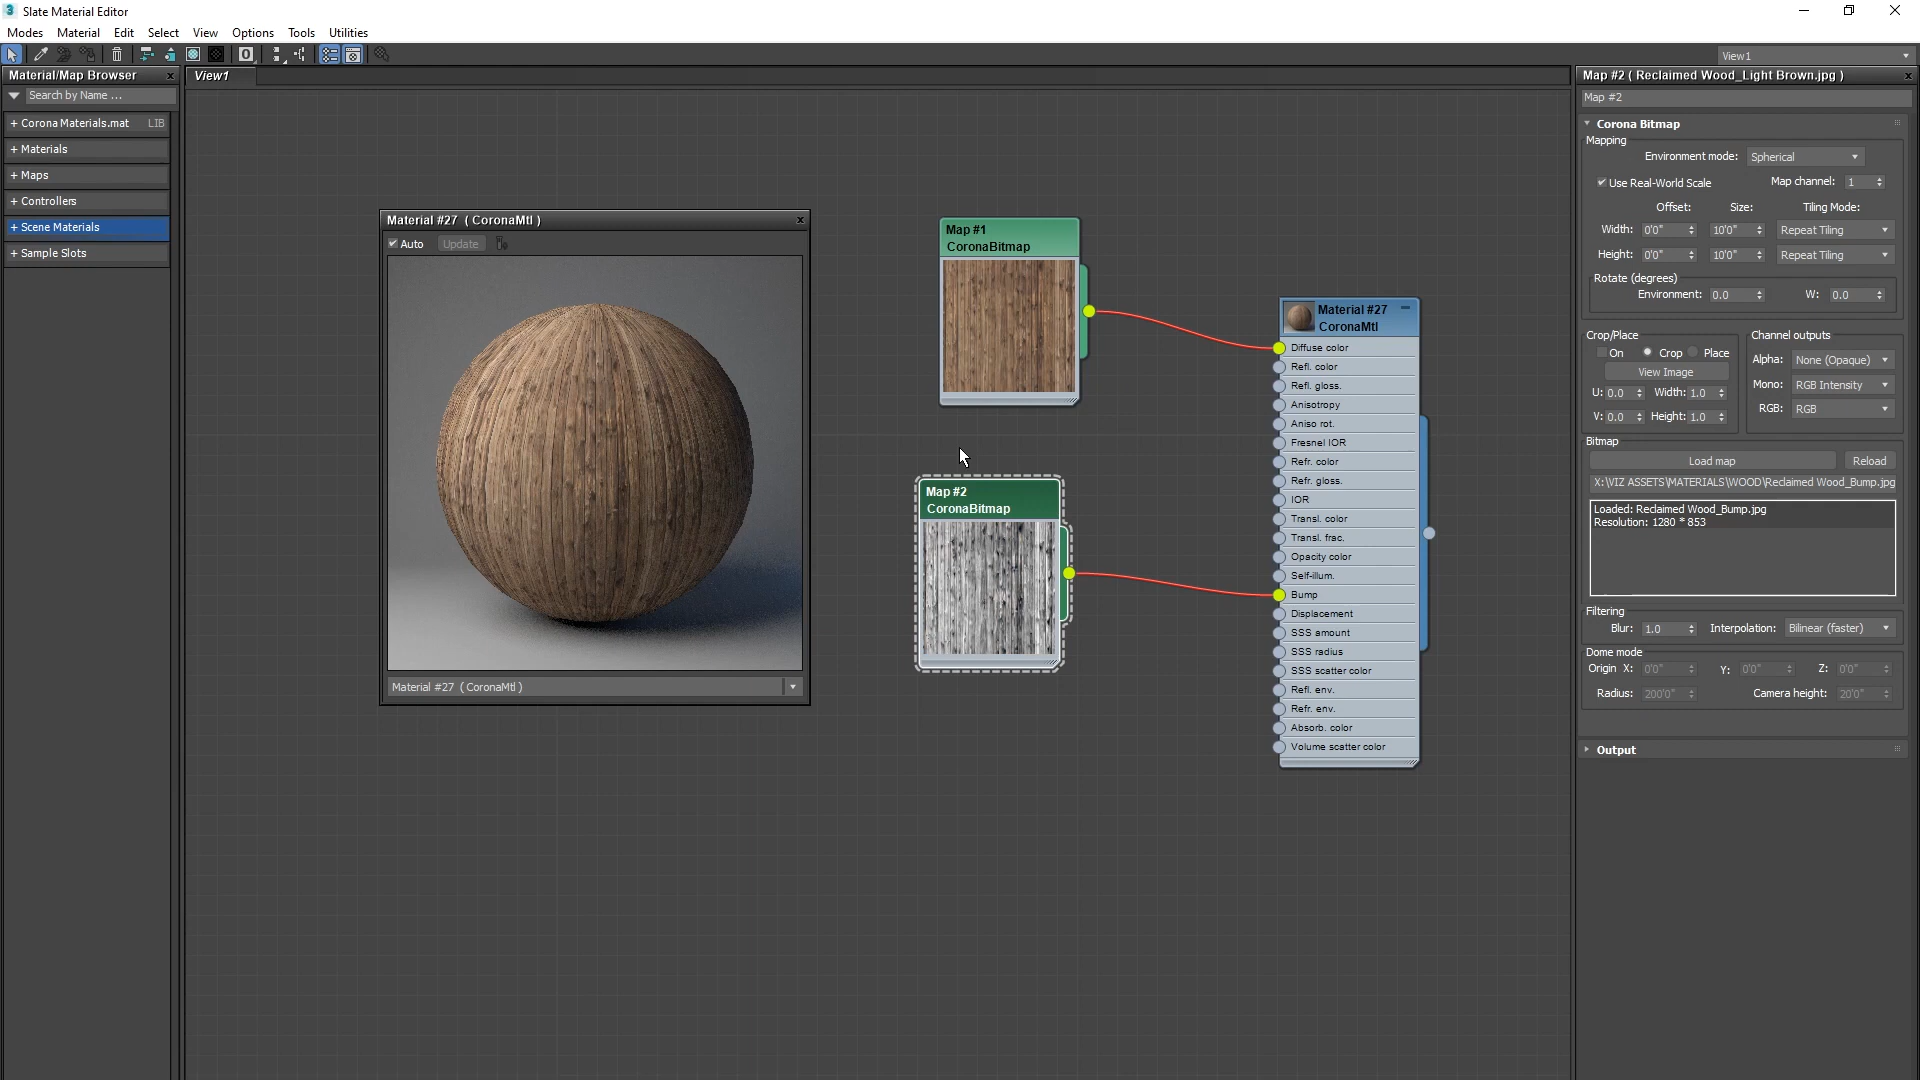 3 Slate Material Editor
Modes Material Edit Select View Options Tools Utilities
0
View1
Material/Map Browser x
Search by Name ...
+ Corona Materials.mat LIB
+ Materials
+ Maps
+ Controllers
+ Scene Materials
+ Sample Slots
View1
Material #27 ( CoronaMtl ) x
Auto Update
Material #27 ( CoronaMtl )
Map #1
CoronaBitmap
Map #2
CoronaBitmap
Material #27
CoronaMtl
Diffuse color
Refl. color
Refl. gloss.
Anisotropy
Aniso rot.
Fresnel IOR
Refr. color
Refr. gloss.
IOR
Transl. color
Transl. frac.
Opacity color
Self-illum.
Bump
Displacement
SSS amount
SSS radius
SSS scatter color
Refl. env.
Refr. env.
Absorb. color
Volume scatter color
Map #2 ( Reclaimed Wood_Light Brown.jpg ) x
Map #2
Corona Bitmap
Mapping
Environment mode: Spherical
Use Real-World Scale Map channel: 1
Offset: Size: Tiling Mode:
Width: 0'0" 10'0" Repeat Tiling
Height: 0'0" 10'0" Repeat Tiling
Rotate (degrees)
Environment: 0.0 W: 0.0
Crop/Place
On Crop Place
View Image
U: 0.0 Width: 1.0
V: 0.0 Height: 1.0
Channel outputs
Alpha: None (Opaque)
Mono: RGB Intensity
RGB: RGB
Bitmap
Load map Reload
X:\VIZ ASSETS\MATERIALS\WOOD\Reclaimed Wood_Bump.jpg
Loaded: Reclaimed Wood_Bump.jpg
Resolution: 1280 * 853
Filtering
Blur: 1.0 Interpolation: Bilinear (faster)
Dome mode
Origin X: 0'0" Y: 0'0" Z: 0'0"
Radius: 200'0" Camera height: 20'0"
Output